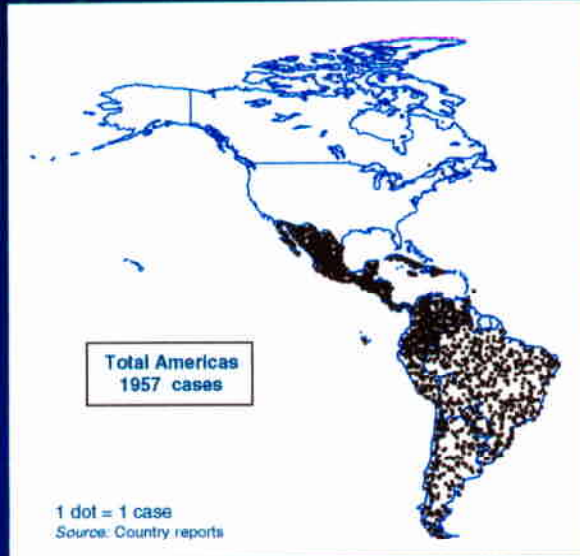 Total Americas
1957 cases
1 dot = 1 case
Source: Country reports